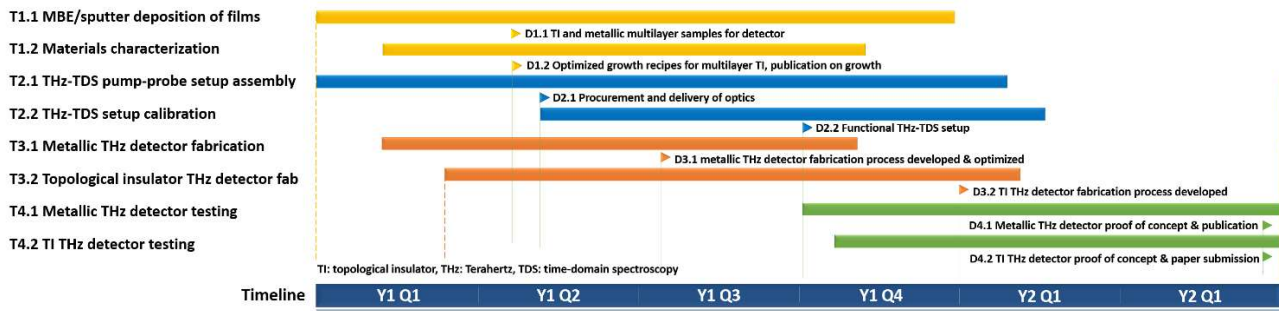 T1.1 MBE/sputter deposition of films
D1.1 TI and metallic multilayer samples for detector
T1.2 Materials characterization
D1.2 Optimized growth recipes for multilayer TI, publication on growth
T2.1 THz-TDS pump-probe setup assembly
D2.1 Procurement and delivery of optics
T2.2 THz-TDS setup calibration
D2.2 Functional THz-TDS setup
T3.1 Metallic THz detector fabrication
D3.1 metallic THz detector fabrication process developed & optimized
T3.2 Topological insulator THz detector fab
D3.2 TI THz detector fabrication process developed
T4.1 Metallic THz detector testing
D4.1 Metallic THz detector proof of concept & publication
T4.2 TI THz detector testing
D4.2 TI THz detector proof of concept & paper submission
TI: topological insulator, THz: Terahertz, TDS: time-domain spectroscopy
Timeline Y1 Q1 Y1 Q2 Y1 Q3 Y1 Q4 Y2 Q1 Y2 Q1